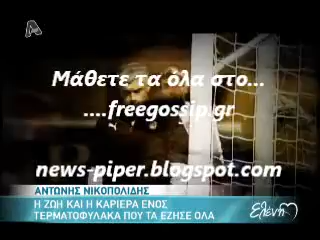 Μάθετε τα όλα στο...
....freegossip.gr
news-piper.blogspot.com
ΑΝΤΩΝΗΣ ΝΙΚΟΠΟΛΙΔΗΣ
Η ΖΩΗ ΚΑΙ Η ΚΑΡΙΕΡΑ ΕΝΟΣ
ΤΕΡΜΑΤΟΦΥΛΑΚΑ ΠΟΥ ΤΑ ΕΖΗΣΕ ΟΛΑ
Ελένη